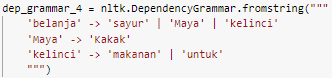 dep_grammar_4 = nltk.DependencyGrammar.fromstring("""
    'belanja' -> 'sayur' | 'Maya' | 'kelinci'
    'Maya' -> 'Kakak'
    'kelinci' -> 'makanan' | 'untuk'
    """)